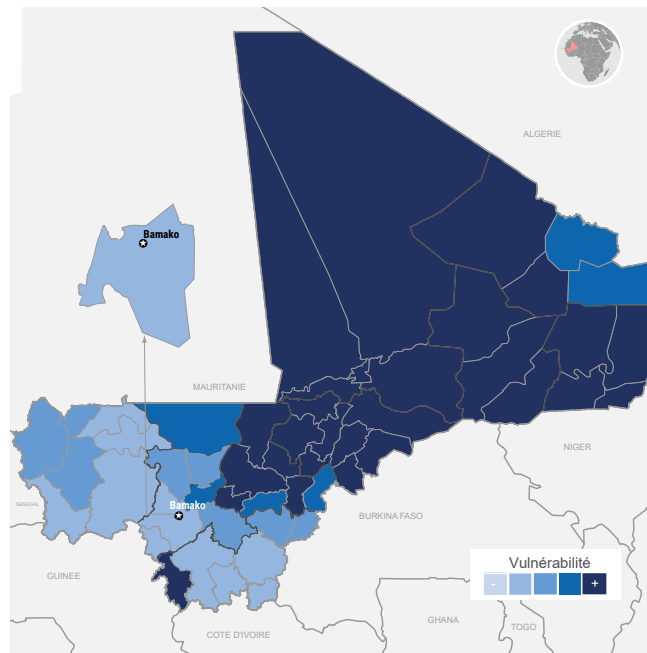 ALGERIE
Bamako
MAURITANIE
NIGER
SENEGAL
Bamako
BURKINA FASO
GUINEE
Vulnérabilité
- +
GHANA
TOGO
COTE D'IVOIRE